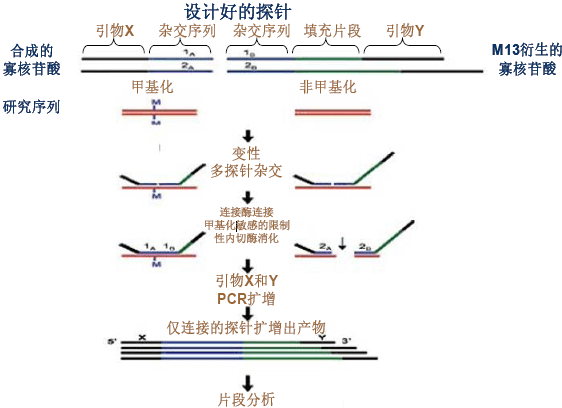 设计好的探针
引物X 杂交序列 杂交序列 填充片段 引物Y
合成的
寡核苷酸
1A 1B
2A 2B
M13衍生的
寡核苷酸
甲基化 非甲基化
研究序列
M
M
变性
多探针杂交
M
连接酶连接
甲基化敏感的限制
性内切酶消化
1A 1B 2A 2B
M
引物X和Y
PCR扩增
仅连接的探针扩增出产物
5' X Y 3'
片段分析